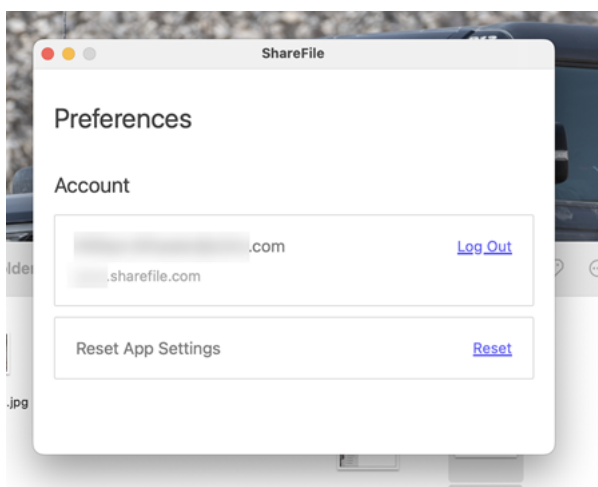 ShareFile
Preferences
Account
.com
Log Out
.sharefile.com
Reset App Settings
Reset
.jpg